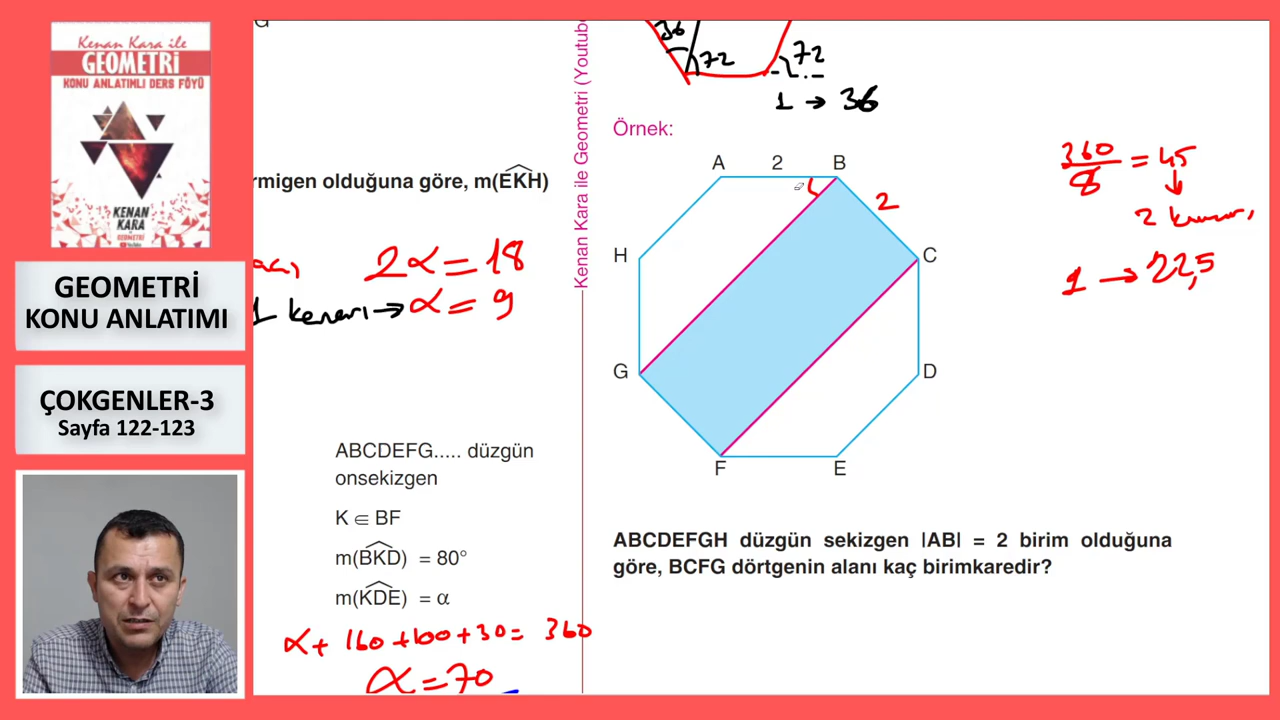 Kenan Kara ile
GEOMETRİ
KONU ANLATIMLI DERS FÖYÜ
KENAN
KARA
GEOMETRİ
GEOMETRİ
KONU ANLATIMI
ÇOKGENLER-3
Sayfa 122-123
G
rmigen olduğuna göre, m(EKH)
2α = 18
1 kenarı → α = 9
ABCDEFG..... düzgün
onsekizgen
K ∈ BF
m(BKD) = 80°
m(KDE) = α
α + 160 + 100 + 30 = 360
α = 70
Kenan Kara ile Geometri (Youtube
36
72
72
1 → 36
Örnek:
A
2
B
2
H
C
G
D
F
E
360/8 = 45
2 kenar,
1 → 22,5
ABCDEFGH düzgün sekizgen |AB| = 2 birim olduğuna
göre, BCFG dörtgenin alanı kaç birimkaredir?